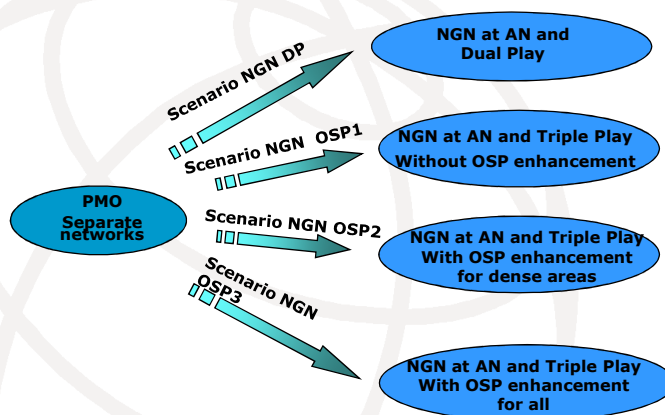 NGN at AN and
Dual Play
Scenario NGN DP
NGN at AN and Triple Play
Without OSP enhancement
Scenario NGN OSP1
PMO
Separate
networks
Scenario NGN OSP2
NGN at AN and Triple Play
With OSP enhancement
for dense areas
Scenario NGN
OSP3
NGN at AN and Triple Play
With OSP enhancement
for all